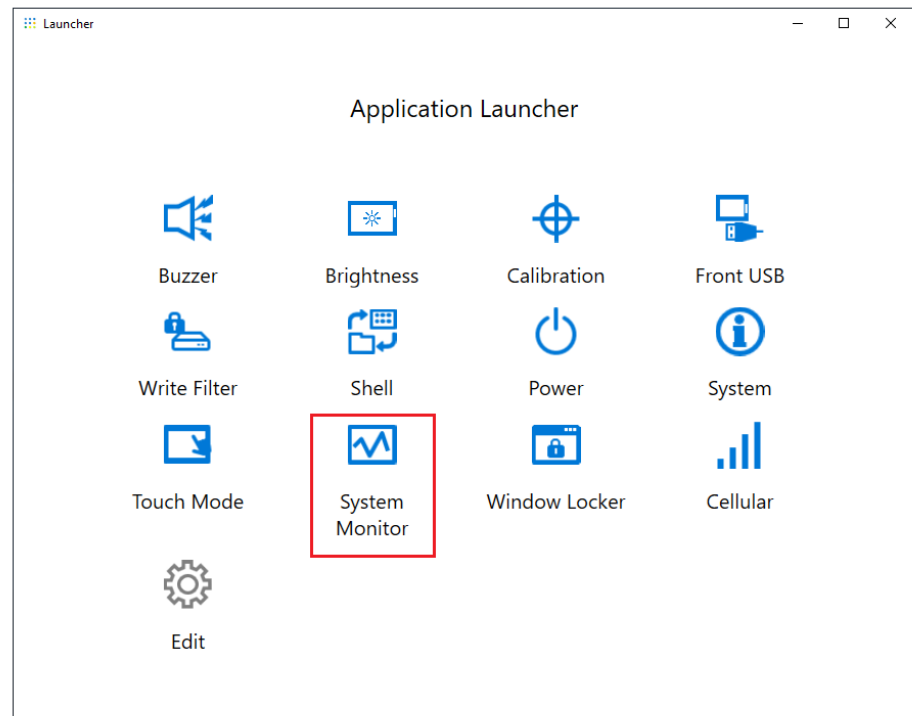 Launcher
Application Launcher
Buzzer
Brightness
Calibration
Front USB
Write Filter
Shell
Power
System
Touch Mode
System
Monitor
Window Locker
Cellular
Edit